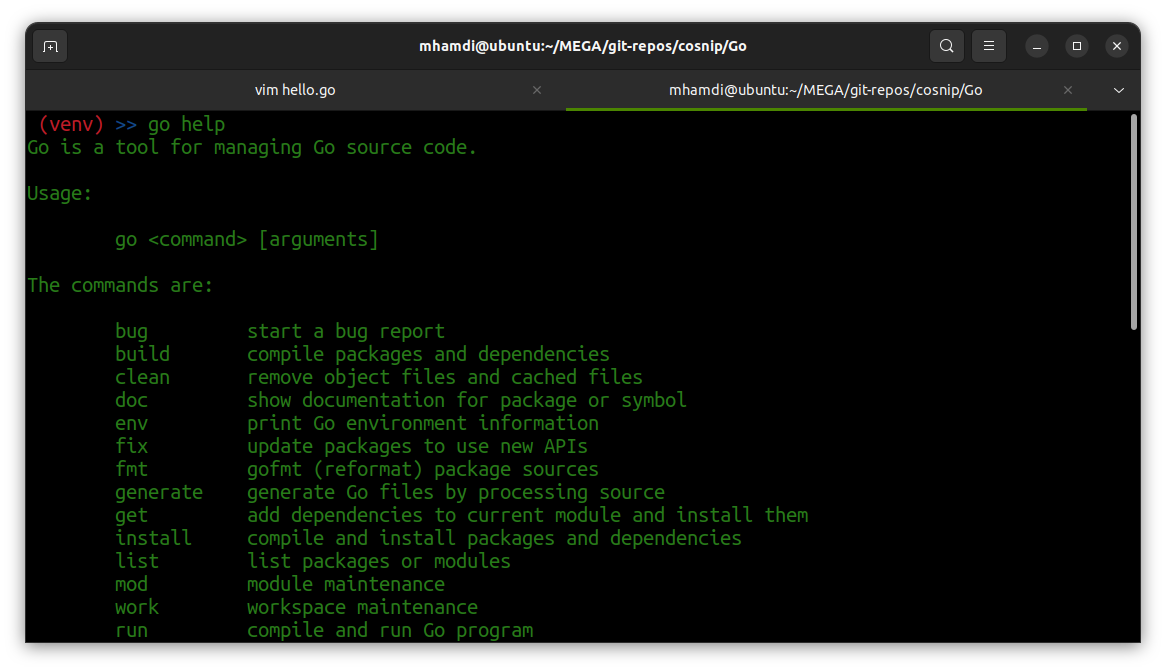 mhamdi@ubuntu:~/MEGA/git-repos/cosnip/Go
vim hello.go
mhamdi@ubuntu:~/MEGA/git-repos/cosnip/Go
(venv) >> go help
Go is a tool for managing Go source code.
Usage:
go <command> [arguments]
The commands are:
bug start a bug report
build compile packages and dependencies
clean remove object files and cached files
doc show documentation for package or symbol
env print Go environment information
fix update packages to use new APIs
fmt gofmt (reformat) package sources
generate generate Go files by processing source
get add dependencies to current module and install them
install compile and install packages and dependencies
list list packages or modules
mod module maintenance
work workspace maintenance
run compile and run Go program